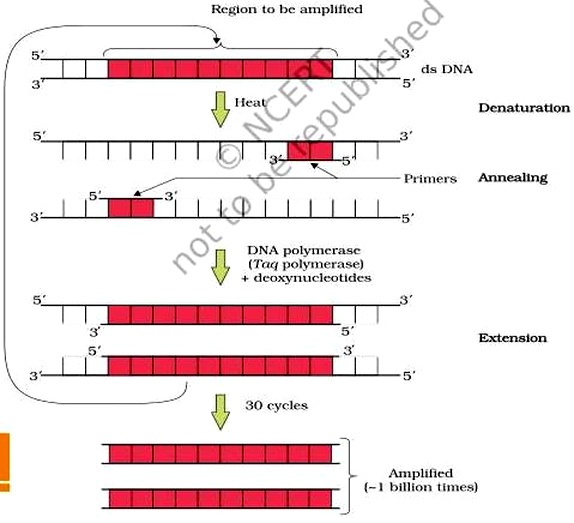 Region to be amplified
5′ 3′
3′ 5′
ds DNA
Heat
Denaturation
5′ 3′
3′ 5′
Primers
Annealing
5′ 3′
3′ 5′
DNA polymerase
(Taq polymerase)
+ deoxynucleotides
5′ 3′
3′ 5′
Extension
5′ 3′
3′ 5′
30 cycles
Amplified
(~1 billion times)
© NCERT
not to be republished